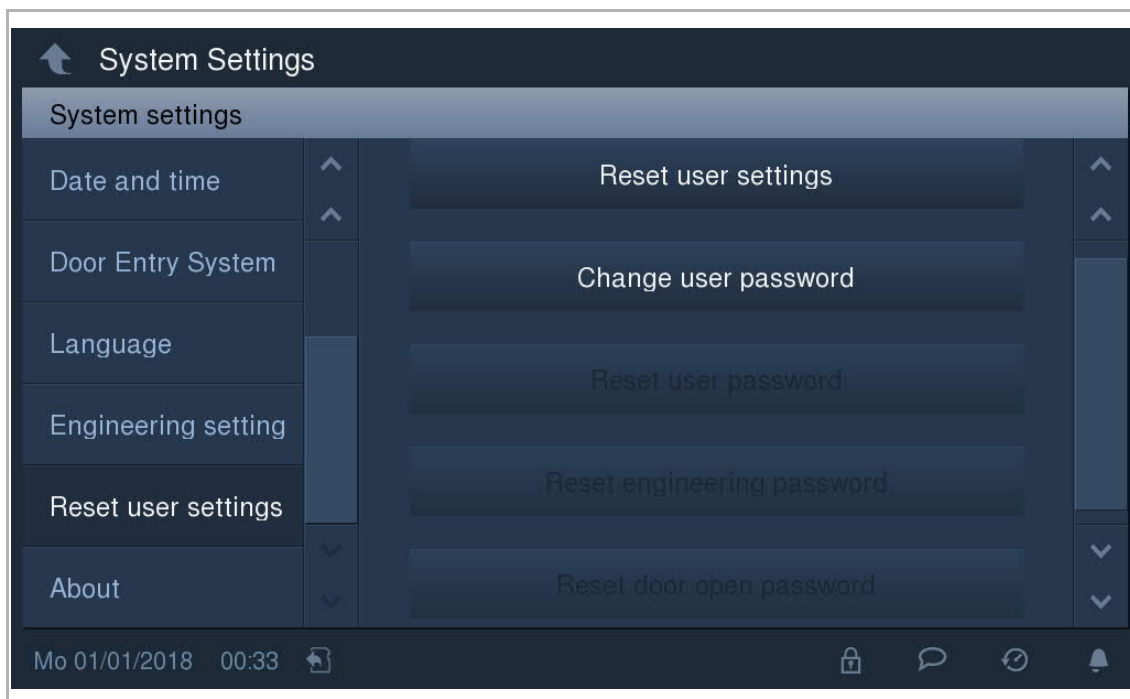 System Settings
System settings
Date and time
Door Entry System
Language
Engineering setting
Reset user settings
About
Reset user settings
Change user password
Reset user password
Reset engineering password
Reset door open password
Mo 01/01/2018 00:33